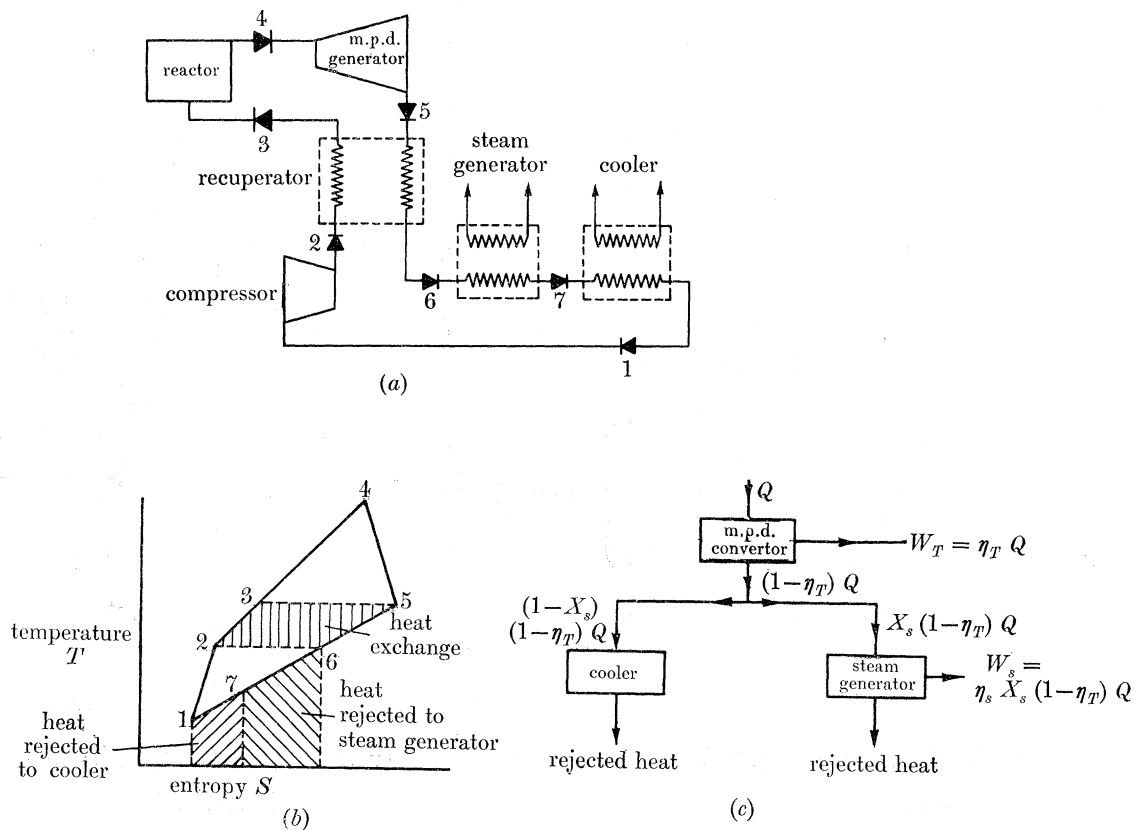 4
m.p.d.
generator
reactor
5
3
steam
generator
cooler
recuperator
2
compressor
6
7
1
(a)
4
3
5
temperature
T
2
heat
exchange
6
7
heat
rejected to
steam generator
1
heat
rejected
to cooler
entropy S
(b)
Q
m.p.d.
convertor
W_T = η_T Q
(1−η_T) Q
(1−X_s)
(1−η_T) Q
X_s (1−η_T) Q
cooler
steam
generator
W_s =
η_s X_s (1−η_T) Q
rejected heat
rejected heat
(c)